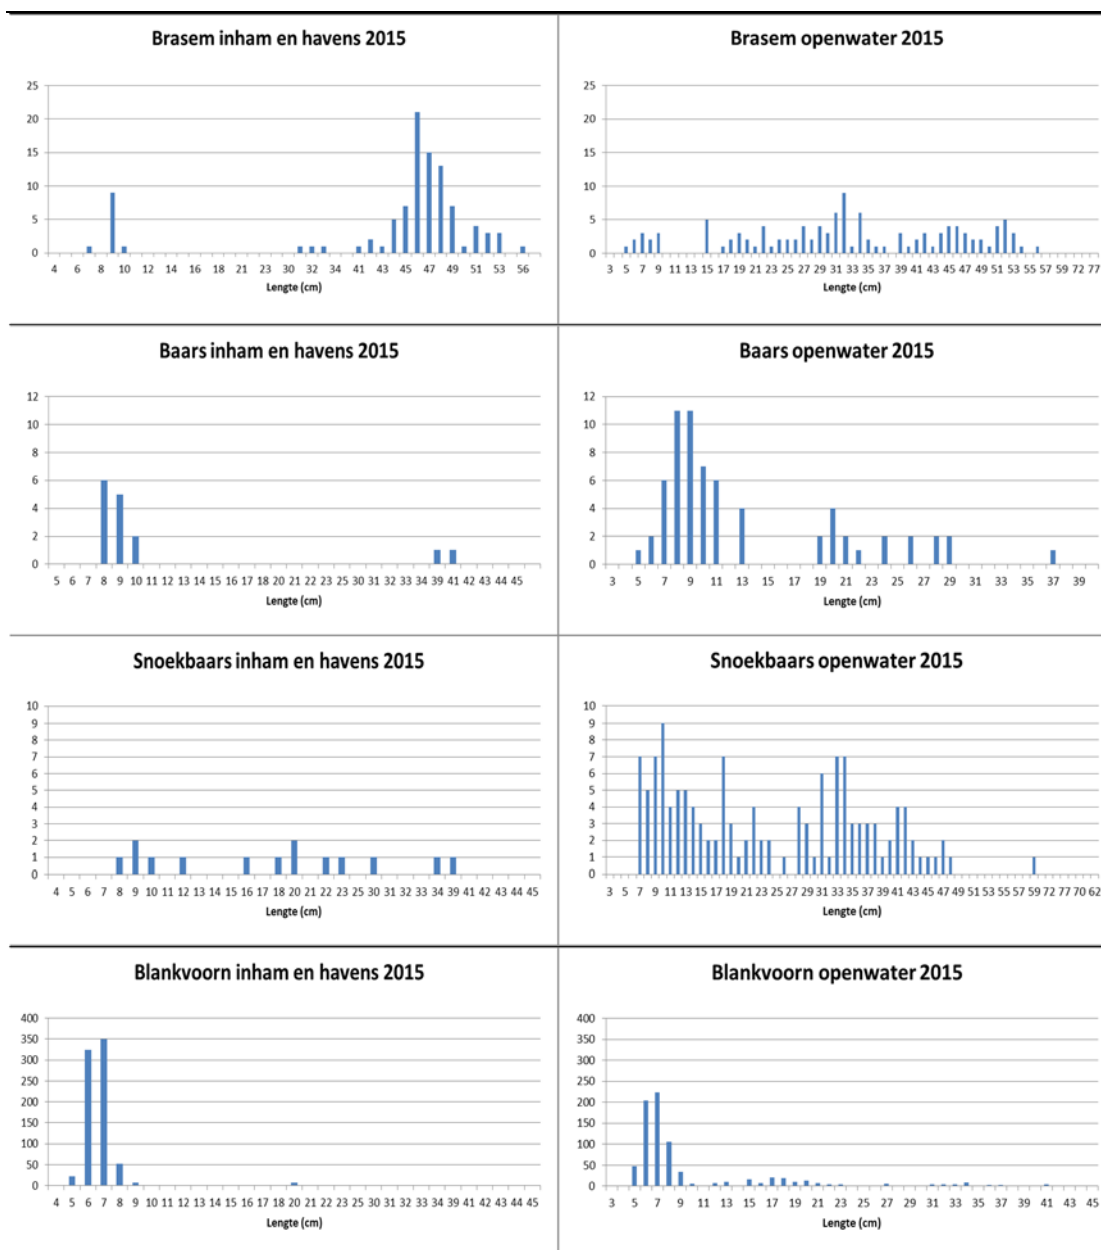 Brasem inham en havens 2015
25
20
15
10
5
0
4 6 8 10 12 14 16 18 21 23 30 32 34 41 43 45 47 49 51 53 56
Lengte (cm)
Brasem openwater 2015
25
20
15
10
5
0
3 5 7 9 11 13 15 17 19 21 23 25 27 29 31 33 35 37 39 41 43 45 47 49 51 53 55 57 59 72 77
Lengte (cm)
Baars inham en havens 2015
12
10
8
6
4
2
0
5 6 7 8 9 10 11 12 13 14 15 16 17 18 20 21 22 25 30 31 32 33 34 39 41 42 43 44 45
Lengte (cm)
Baars openwater 2015
12
10
8
6
4
2
0
3 5 7 9 11 13 15 17 19 21 23 25 27 29 31 33 35 37 39
Lengte (cm)
Snoekbaars inham en havens 2015
10
9
8
7
6
5
4
3
2
1
0
4 5 6 7 8 9 10 11 12 13 14 15 16 17 18 20 21 22 23 25 30 31 32 33 34 39 41 42 43 44 45
Lengte (cm)
Snoekbaars openwater 2015
10
9
8
7
6
5
4
3
2
1
0
3 5 7 9 11 13 15 17 19 21 23 25 27 29 31 33 35 37 39 41 43 45 47 49 51 53 55 57 59 72 77 70 62
Lengte (cm)
Blankvoorn inham en havens 2015
400
350
300
250
200
150
100
50
0
4 5 6 7 8 9 10 11 12 13 14 15 16 17 18 20 21 22 23 25 30 31 32 33 34 39 41 42 43 44 45
Lengte (cm)
Blankvoorn openwater 2015
400
350
300
250
200
150
100
50
0
3 5 7 9 11 13 15 17 19 21 23 25 27 29 31 33 35 37 39 41 43 45
Lengte (cm)